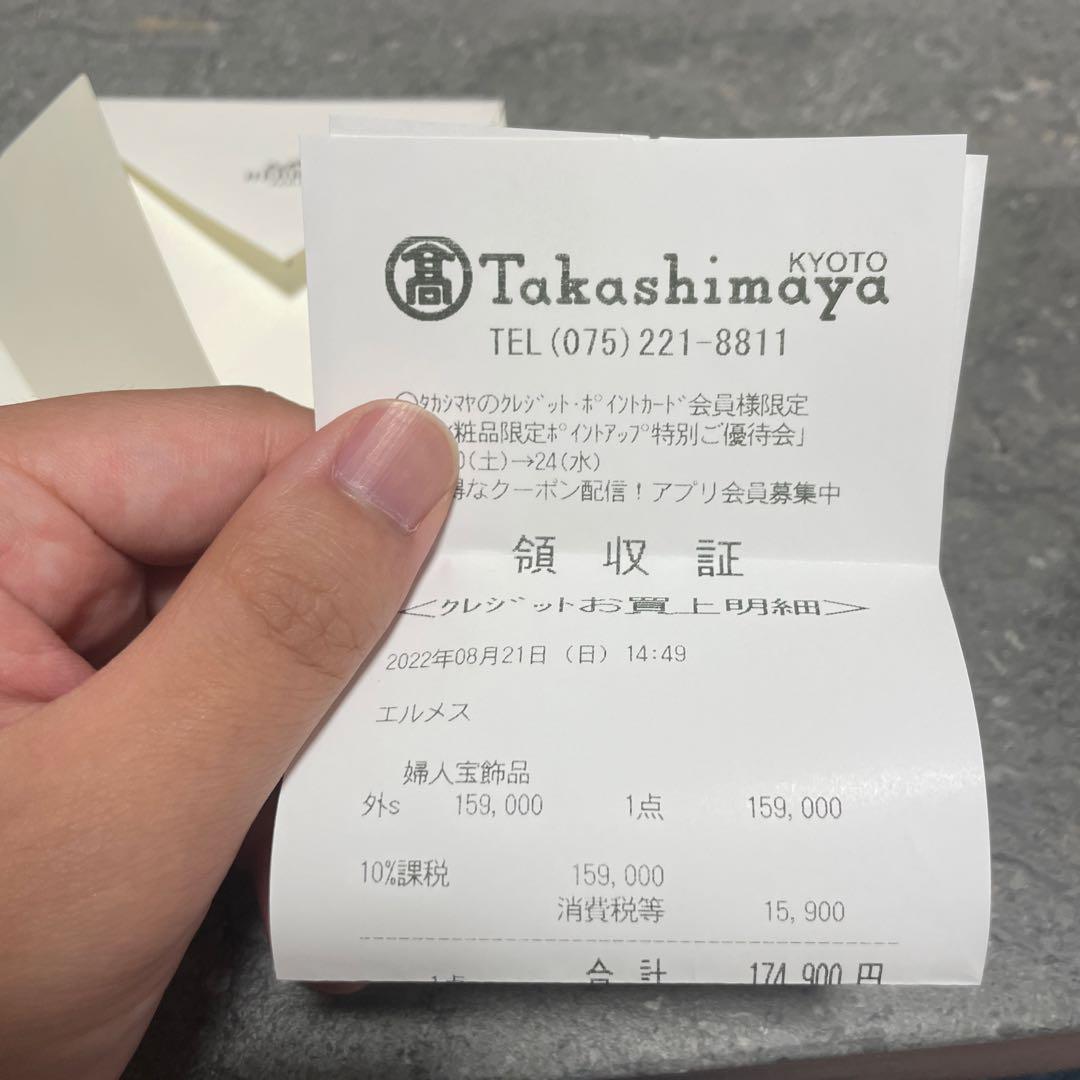 髙 Takashimaya KYOTO
TEL(075)221-8811
○タカシマヤのクレジット・ポイントカード会員様限定
粧品限定ポイントアップ特別ご優待会」
0(土)→24(水)
得なクーポン配信！アプリ会員募集中
領 収 証
＜クレジットお買上明細＞
2022年08月21日（日）14:49
エルメス
婦人宝飾品
外s 159,000 1点 159,000
10%課税 159,000
消費税等 15,900
1点 合 計 174,900 円